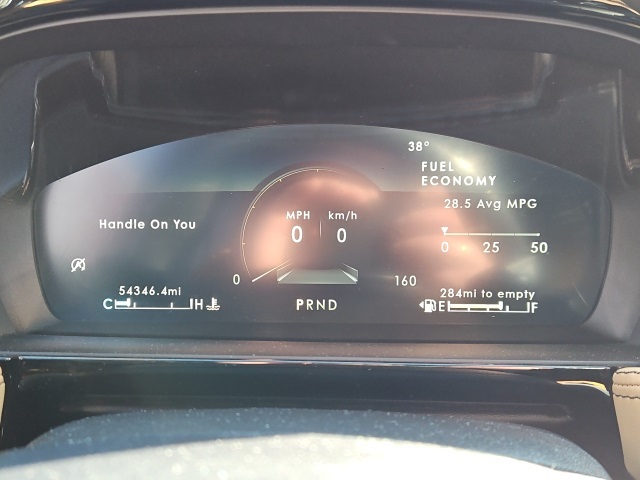 38°
FUEL
ECONOMY
28.5 Avg MPG
0 25 50
Handle On You
MPH km/h
0 0
0 160
54346.4mi
C H
PRND
284mi to empty
E F